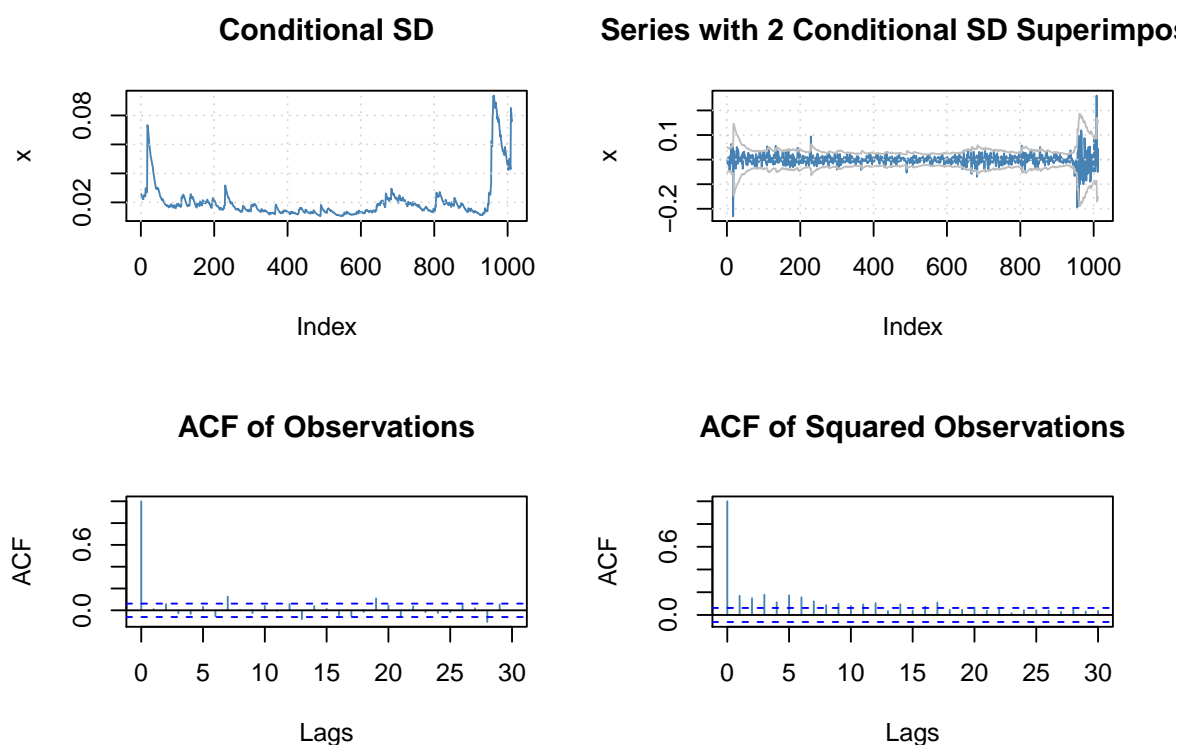 Conditional SD
x
0.02 0.08
0 200 400 600 800 1000
Index
Series with 2 Conditional SD Superimpos
x
−0.2 0.1
0 200 400 600 800 1000
Index
ACF of Observations
ACF
0.0 0.6
0 5 10 15 20 25 30
Lags
ACF of Squared Observations
ACF
0.0 0.6
0 5 10 15 20 25 30
Lags